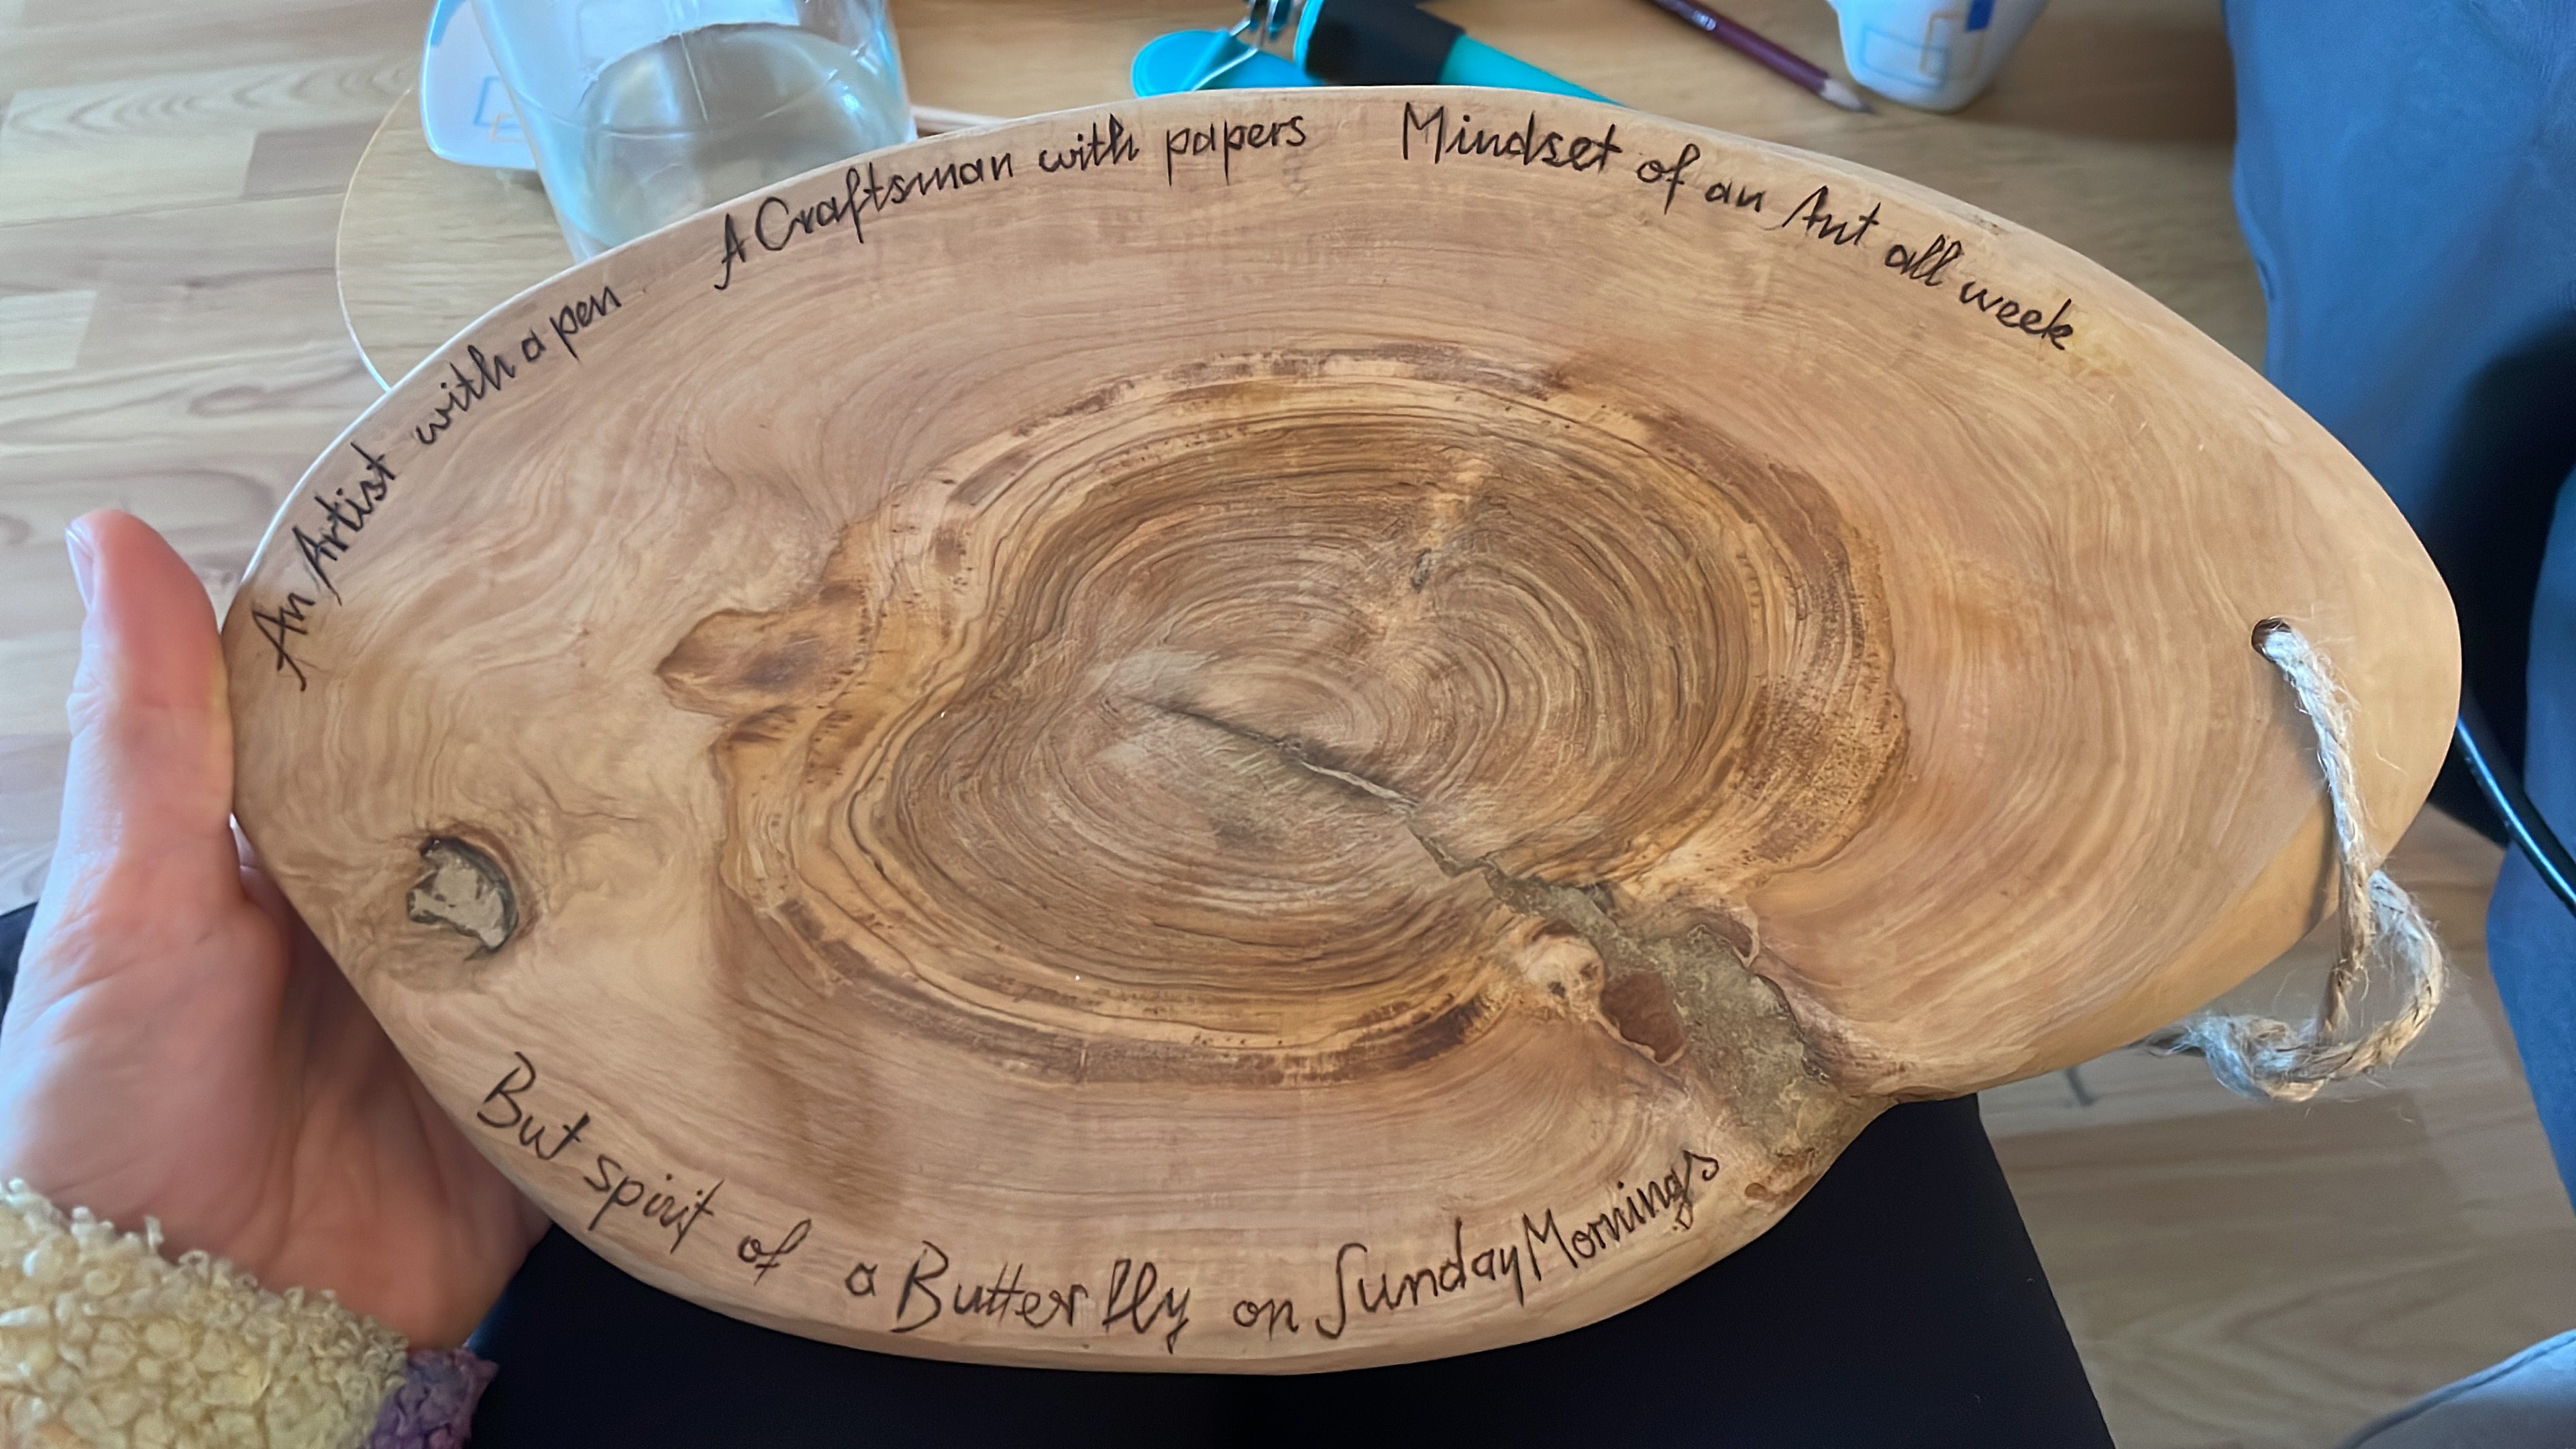 An Artist with a pen
A Craftsman with papers
Mindset of an Ant all week
But spirit of a Butterfly on Sunday Mornings